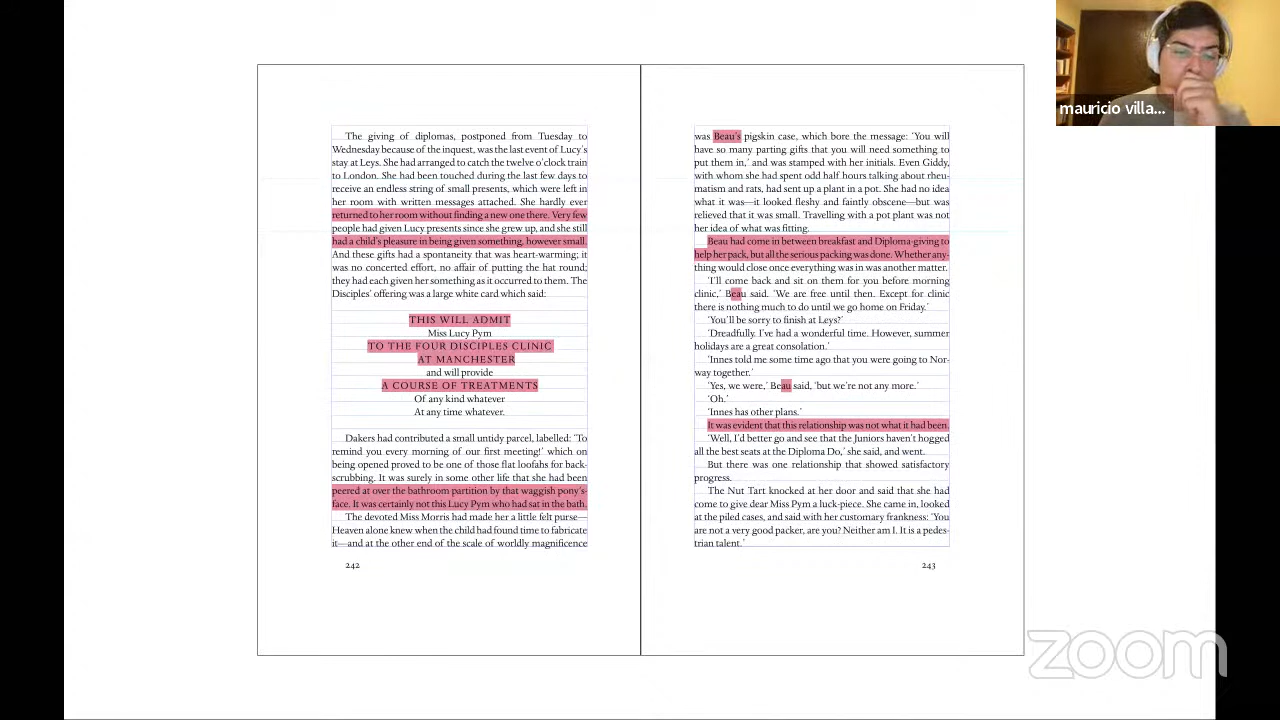 mauricio villa...
The giving of diplomas, postponed from Tuesday to
Wednesday because of the inquest, was the last event of Lucy's
stay at Leys. She had arranged to catch the twelve o'clock train
to London. She had been touched during the last few days to
receive an endless string of small presents, which were left in
her room with written messages attached. She hardly ever
returned to her room without finding a new one there. Very few
people had given Lucy presents since she grew up, and she still
had a child's pleasure in being given something, however small.
And these gifts had a spontaneity that was heart-warming; it
was no concerted effort, no affair of putting the hat round;
they had each given her something as it occurred to them. The
Disciples' offering was a large white card which said:
THIS WILL ADMIT
Miss Lucy Pym
TO THE FOUR DISCIPLES CLINIC
AT MANCHESTER
and will provide
A COURSE OF TREATMENTS
Of any kind whatever
At any time whatever.
Dakers had contributed a small untidy parcel, labelled: 'To
remind you every morning of our first meeting!' which on
being opened proved to be one of those flat loofahs for back-
scrubbing. It was surely in some other life that she had been
peered at over the bathroom partition by that waggish pony's-
face. It was certainly not this Lucy Pym who had sat in the bath.
The devoted Miss Morris had made her a little felt purse—
Heaven alone knew when the child had found time to fabricate
it—and at the other end of the scale of worldly magnificence
242
was Beau's pigskin case, which bore the message: 'You will
have so many parting gifts that you will need something to
put them in,' and was stamped with her initials. Even Giddy,
with whom she had spent odd half hours talking about rheu-
matism and rats, had sent up a plant in a pot. She had no idea
what it was—it looked fleshy and faintly obscene—but was
relieved that it was small. Travelling with a pot plant was not
her idea of what was fitting.
Beau had come in between breakfast and Diploma-giving to
help her pack, but all the serious packing was done. Whether any-
thing would close once everything was in was another matter.
'I'll come back and sit on them for you before morning
clinic,' Beau said. 'We are free until then. Except for clinic
there is nothing much to do until we go home on Friday.'
'You'll be sorry to finish at Leys?'
'Dreadfully. I've had a wonderful time. However, summer
holidays are a great consolation.'
'Innes told me some time ago that you were going to Nor-
way together.'
'Yes, we were,' Beau said, 'but we're not any more.'
'Oh.'
'Innes has other plans.'
It was evident that this relationship was not what it had been.
'Well, I'd better go and see that the Juniors haven't hogged
all the best seats at the Diploma Do,' she said, and went.
But there was one relationship that showed satisfactory
progress.
The Nut Tart knocked at her door and said that she had
come to give dear Miss Pym a luck-piece. She came in, looked
at the piled cases, and said with her customary frankness: 'You
are not a very good packer, are you? Neither am I. It is a pedes-
trian talent.'
243
zoom